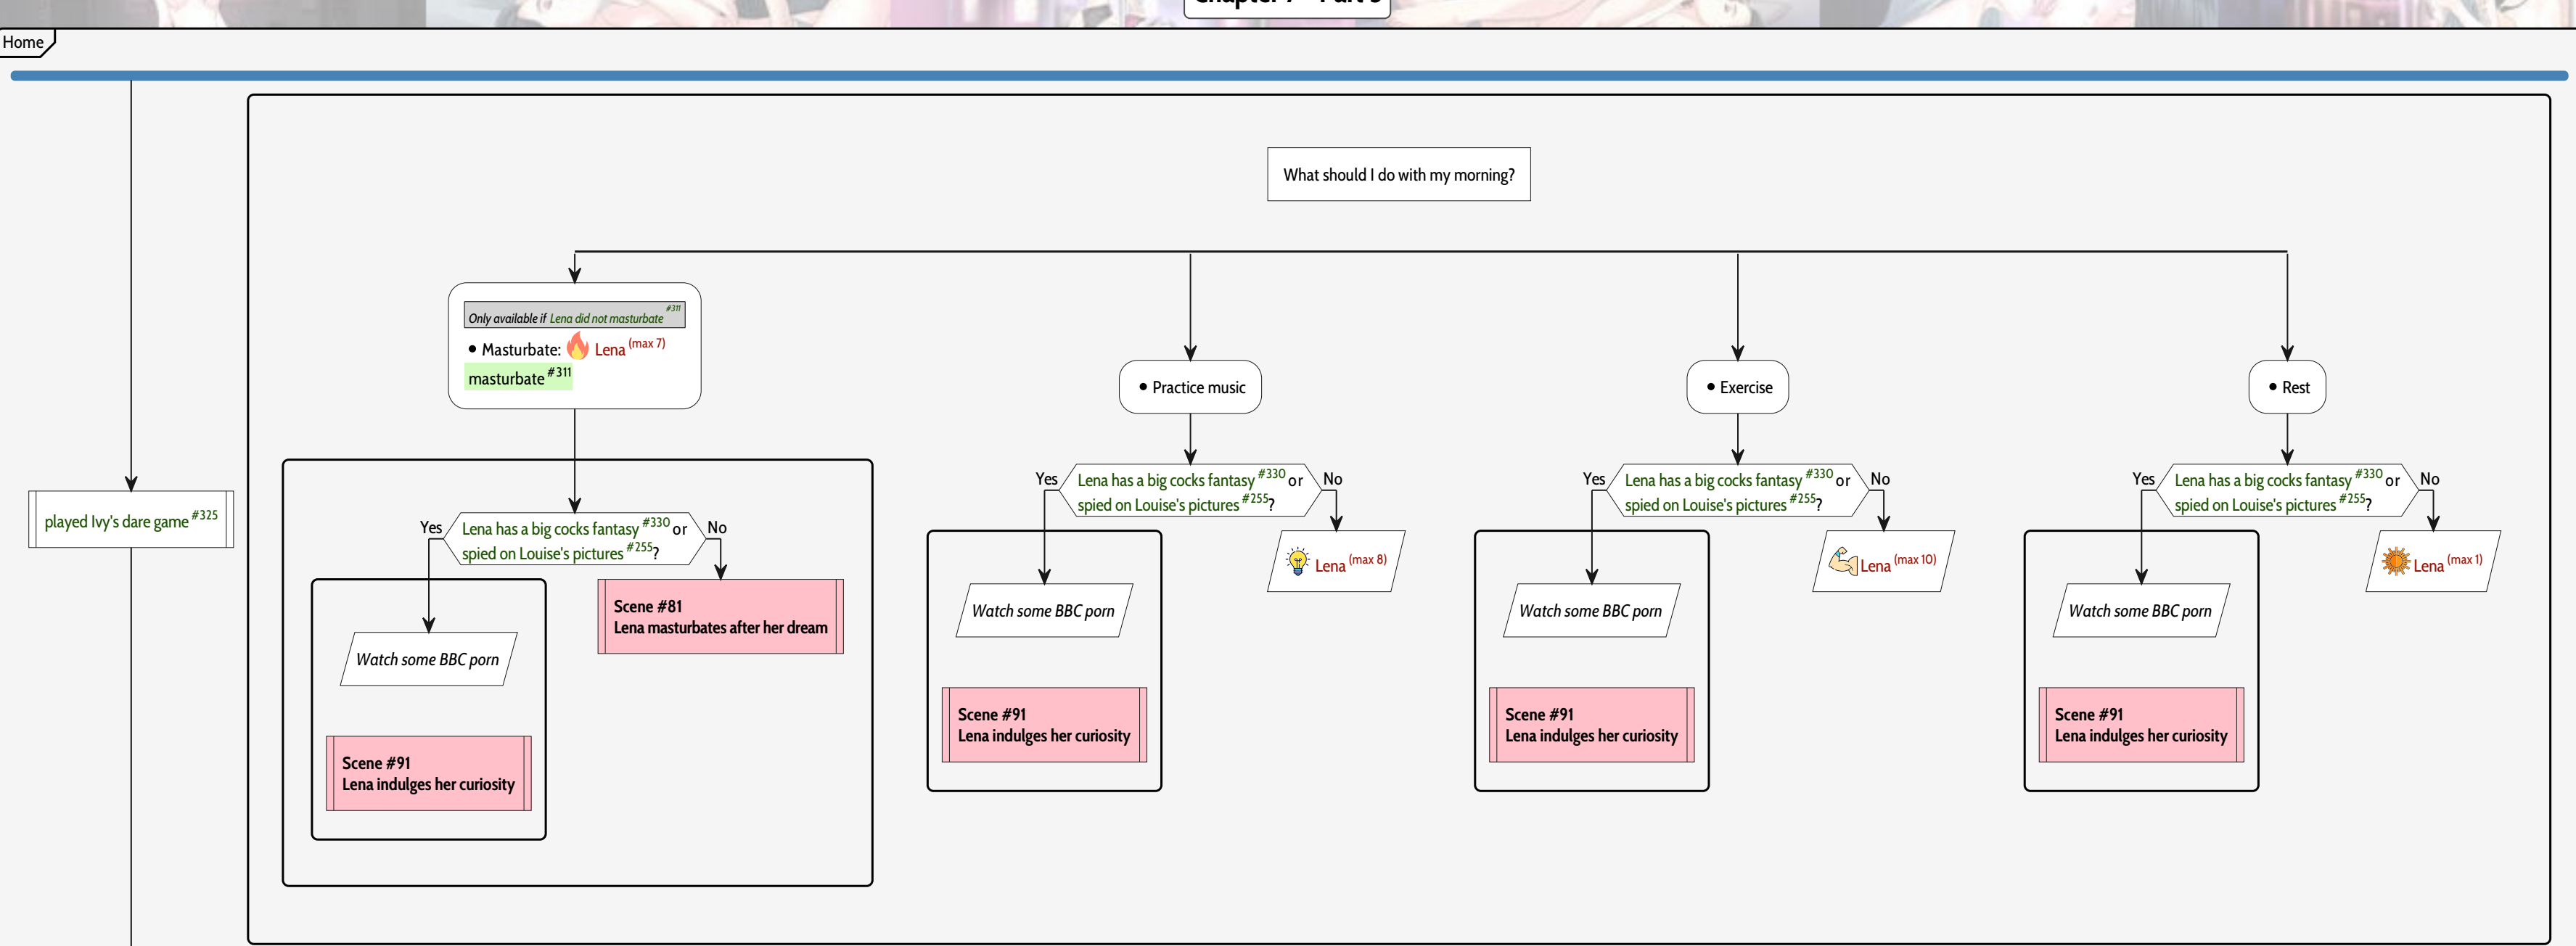 Chapter 7 - Part 3
Home
What should I do with my morning?
Only available if Lena did not masturbate #311
• Masturbate: Lena (max 7)
masturbate #311
• Practice music
• Exercise
• Rest
played Ivy's dare game #325
Yes
Lena has a big cocks fantasy #330 or
spied on Louise's pictures #255?
No
Watch some BBC porn
Scene #91
Lena indulges her curiosity
Scene #81
Lena masturbates after her dream
Yes
Lena has a big cocks fantasy #330 or
spied on Louise's pictures #255?
No
Watch some BBC porn
Scene #91
Lena indulges her curiosity
Lena (max 8)
Yes
Lena has a big cocks fantasy #330 or
spied on Louise's pictures #255?
No
Watch some BBC porn
Scene #91
Lena indulges her curiosity
Lena (max 10)
Yes
Lena has a big cocks fantasy #330 or
spied on Louise's pictures #255?
No
Watch some BBC porn
Scene #91
Lena indulges her curiosity
Lena (max 1)